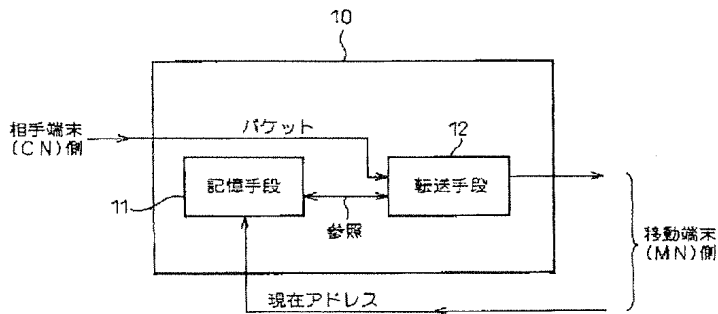 10
相手端末
(CN)側
パケット
12
記憶手段
転送手段
11
参照
移動端末
(MN)側
現在アドレス